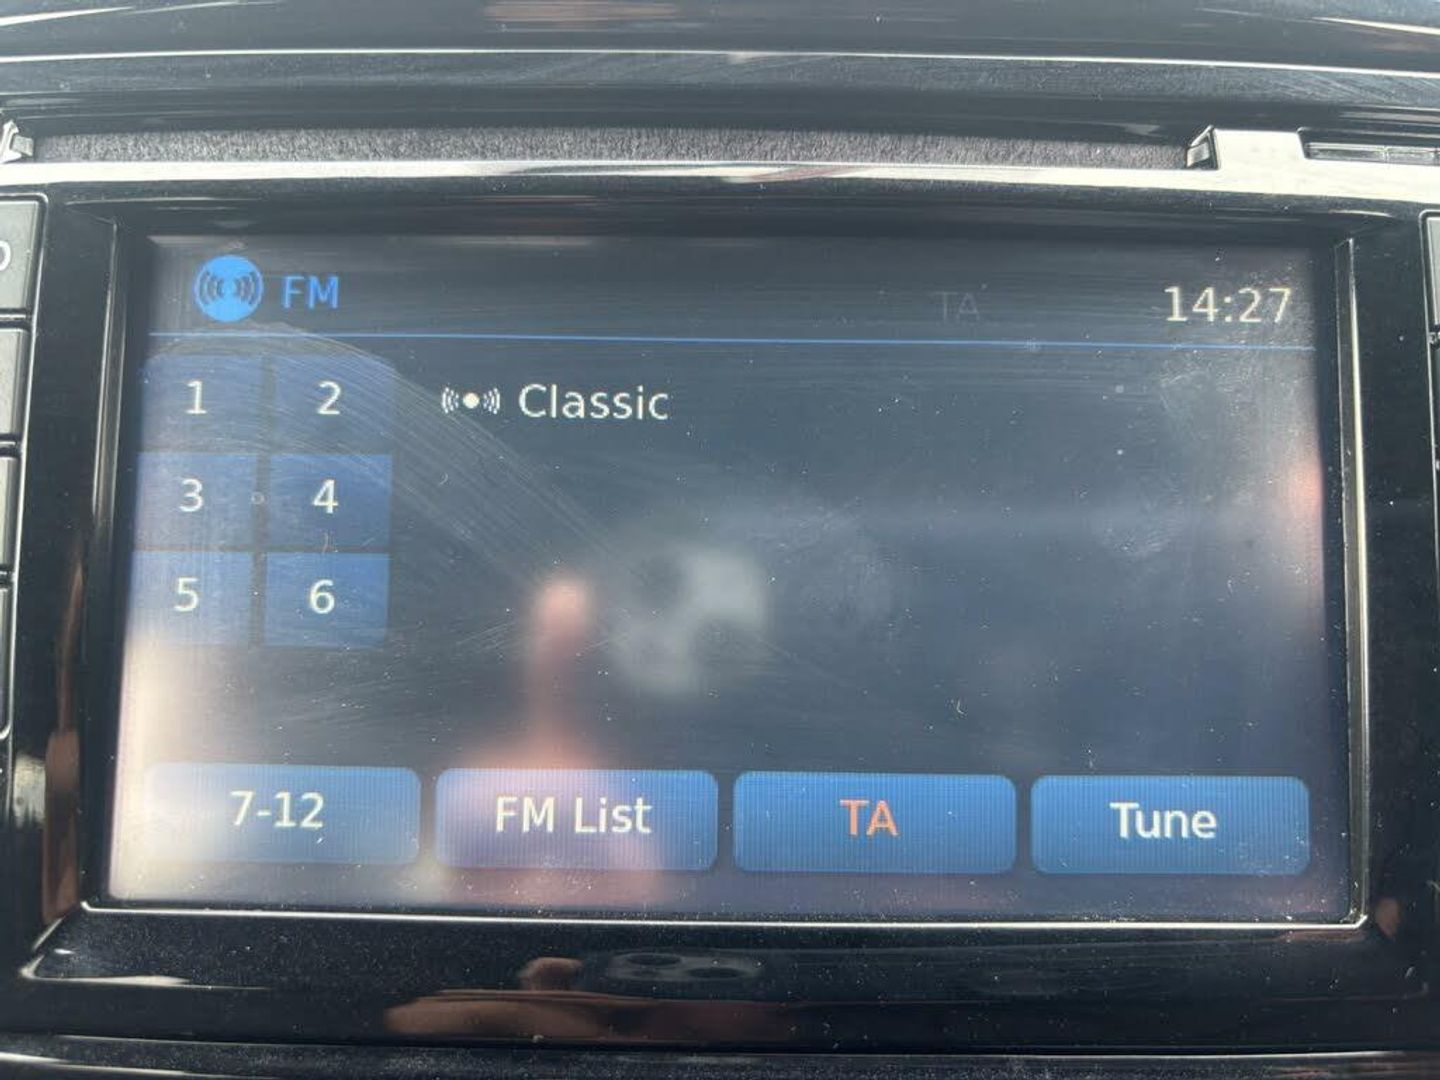 FM
TA
14:27
1 2
Classic
3 4
5 6
7-12
FM List
TA
Tune